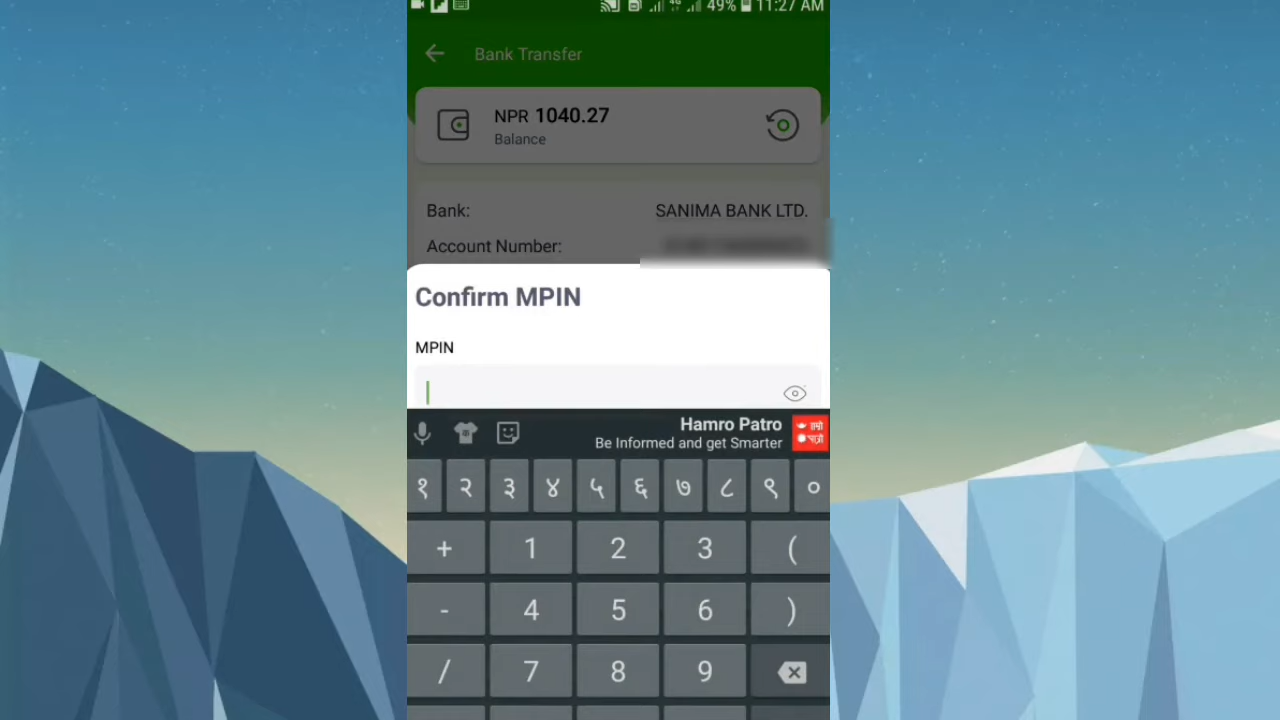 49% 11:27 AM
Bank Transfer
NPR 1040.27
Balance
Bank: SANIMA BANK LTD.
Account Number:
Confirm MPIN
MPIN
Hamro Patro
Be Informed and get Smarter
हाम्रो
पात्रो
१ २ ३ ४ ५ ६ ७ ८ ९ ०
+ 1 2 3 (
- 4 5 6 )
/ 7 8 9